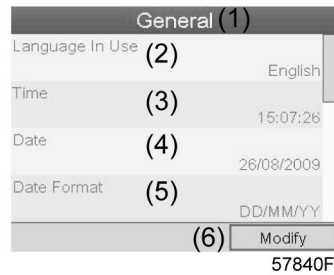 General (1)
Language In Use (2)
English
Time (3)
15:07:26
Date (4)
26/08/2009
Date Format (5)
DD/MM/YY
(6) Modify
57840F